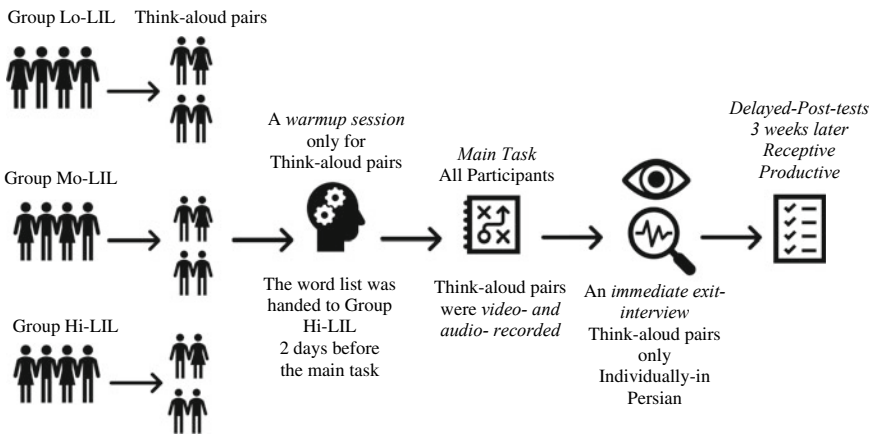 Group Lo-LIL
Think-aloud pairs
Group Mo-LIL
Group Hi-LIL
A warmup session
only for
Think-aloud pairs
The word list was
handed to Group
Hi-LIL
2 days before
the main task
Main Task
All Participants
Think-aloud pairs
were video- and
audio- recorded
An immediate exit-
interview
Think-aloud pairs
only
Individually-in
Persian
Delayed-Post-tests
3 weeks later
Receptive
Productive